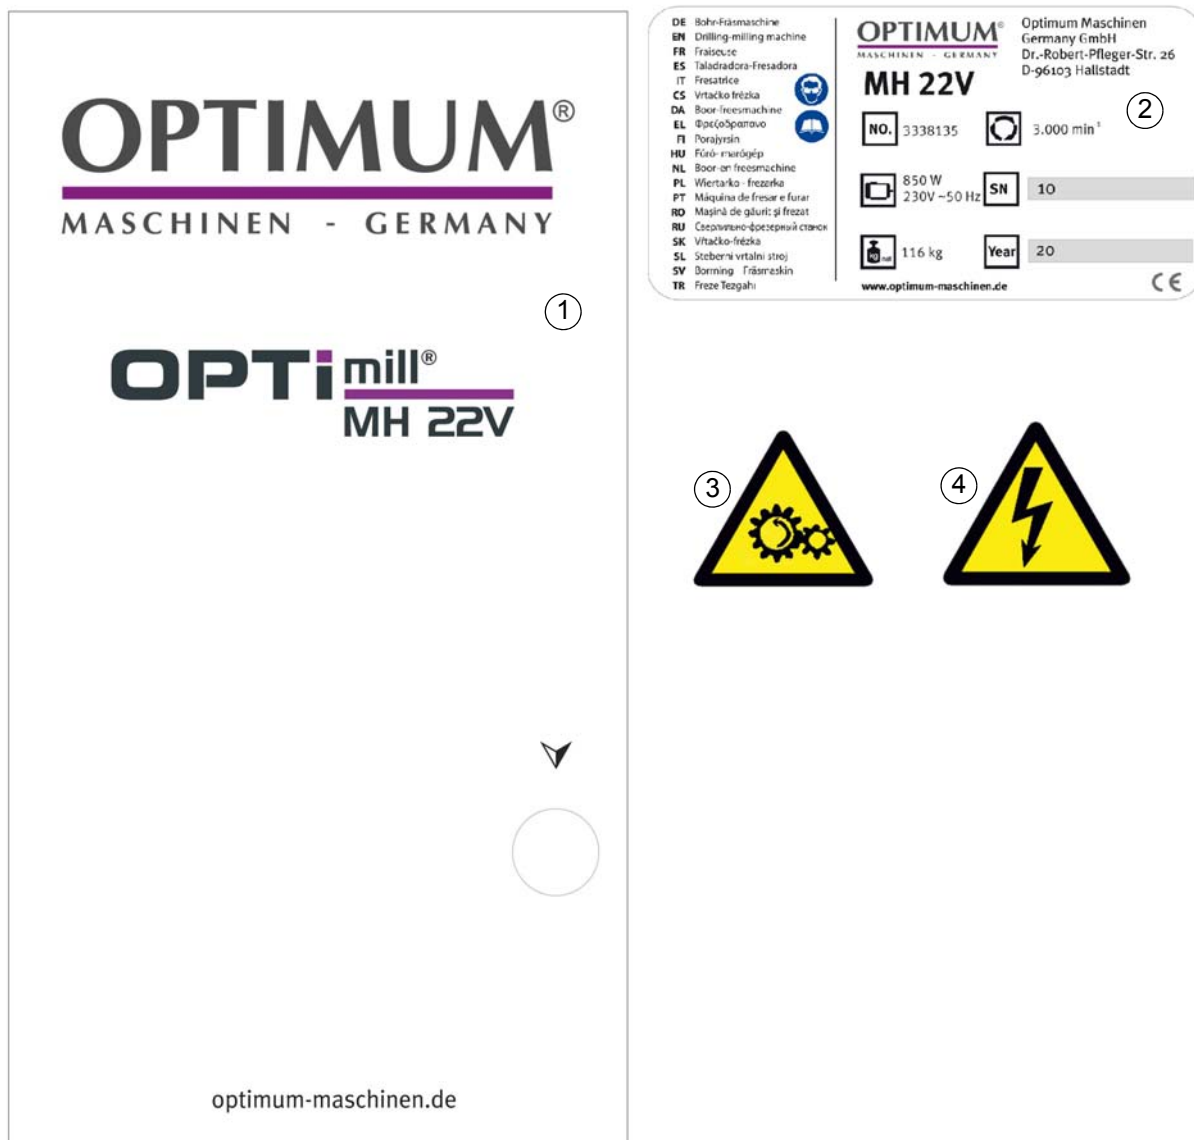 OPTIMUM®
MASCHINEN - GERMANY
1
OPTimill®
MH 22V
optimum-maschinen.de
DE Bohr-Fräsmaschine
EN Drilling-milling machine
FR Fraiseuse
ES Taladradora-Fresadora
IT Fresatrice
CS Vrtačko frézka
DA Boor-freesmachine
EL Φρεζοδραπανο
FI Porajyrsin
HU Fúró- marógép
NL Boor-en freesmachine
PL Wiertarko - frezarka
PT Máquina de fresar e furar
RO Maşină de găurit şi frezat
RU Сверлильно-фрезерный станок
SK Vŕtačko-frézka
SL Steberni vrtalni stroj
SV Borrning Fräsmaskin
TR Freze Tezgahı
OPTIMUM®
MASCHINEN - GERMANY
MH 22V
Optimum Maschinen
Germany GmbH
Dr.-Robert-Pfleger-Str. 26
D-96103 Hallstadt
2
NO. 3338135
3.000 min⁻¹
850 W
230V ~50 Hz
SN 10
kg net 116 kg
Year 20
www.optimum-maschinen.de
CE
3
4